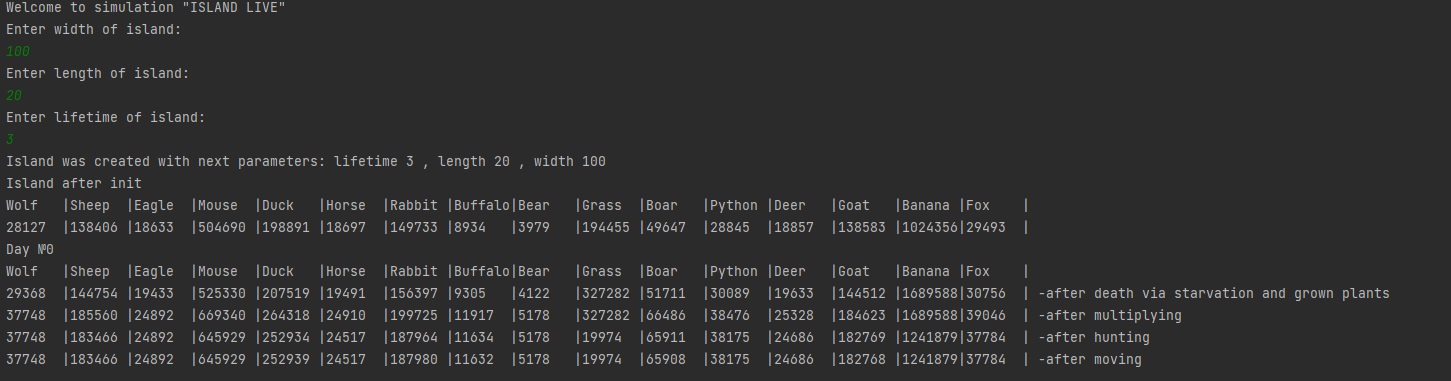 Welcome to simulation "ISLAND LIVE"
Enter width of island:
100
Enter length of island:
20
Enter lifetime of island:
3
Island was created with next parameters: lifetime 3 , length 20 , width 100
Island after init
Wolf   |Sheep  |Eagle  |Mouse  |Duck   |Horse  |Rabbit |Buffalo|Bear   |Grass  |Boar   |Python |Deer   |Goat   |Banana |Fox    |
28127  |138406 |18633  |504690 |198891 |18697  |149733 |8934   |3979   |194455 |49647  |28845  |18857  |138583 |1024356|29493  |
Day №0
Wolf   |Sheep  |Eagle  |Mouse  |Duck   |Horse  |Rabbit |Buffalo|Bear   |Grass  |Boar   |Python |Deer   |Goat   |Banana |Fox    |
29368  |144754 |19433  |525330 |207519 |19491  |156397 |9305   |4122   |327282 |51711  |30089  |19633  |144512 |1689588|30756  | -after death via starvation and grown plants
37748  |185560 |24892  |669340 |264318 |24910  |199725 |11917  |5178   |327282 |66486  |38476  |25328  |184623 |1689588|39046  | -after multiplying
37748  |183466 |24892  |645929 |252934 |24517  |187964 |11634  |5178   |19974  |65911  |38175  |24686  |182769 |1241879|37784  | -after hunting
37748  |183466 |24892  |645929 |252939 |24517  |187980 |11632  |5178   |19974  |65908  |38175  |24686  |182768 |1241879|37784  | -after moving